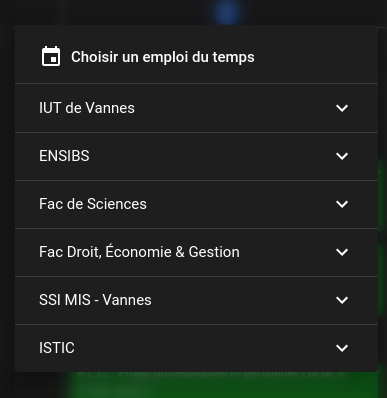 Choisir un emploi du temps
IUT de Vannes
ENSIBS
Fac de Sciences
Fac Droit, Économie & Gestion
SSI MIS - Vannes
ISTIC